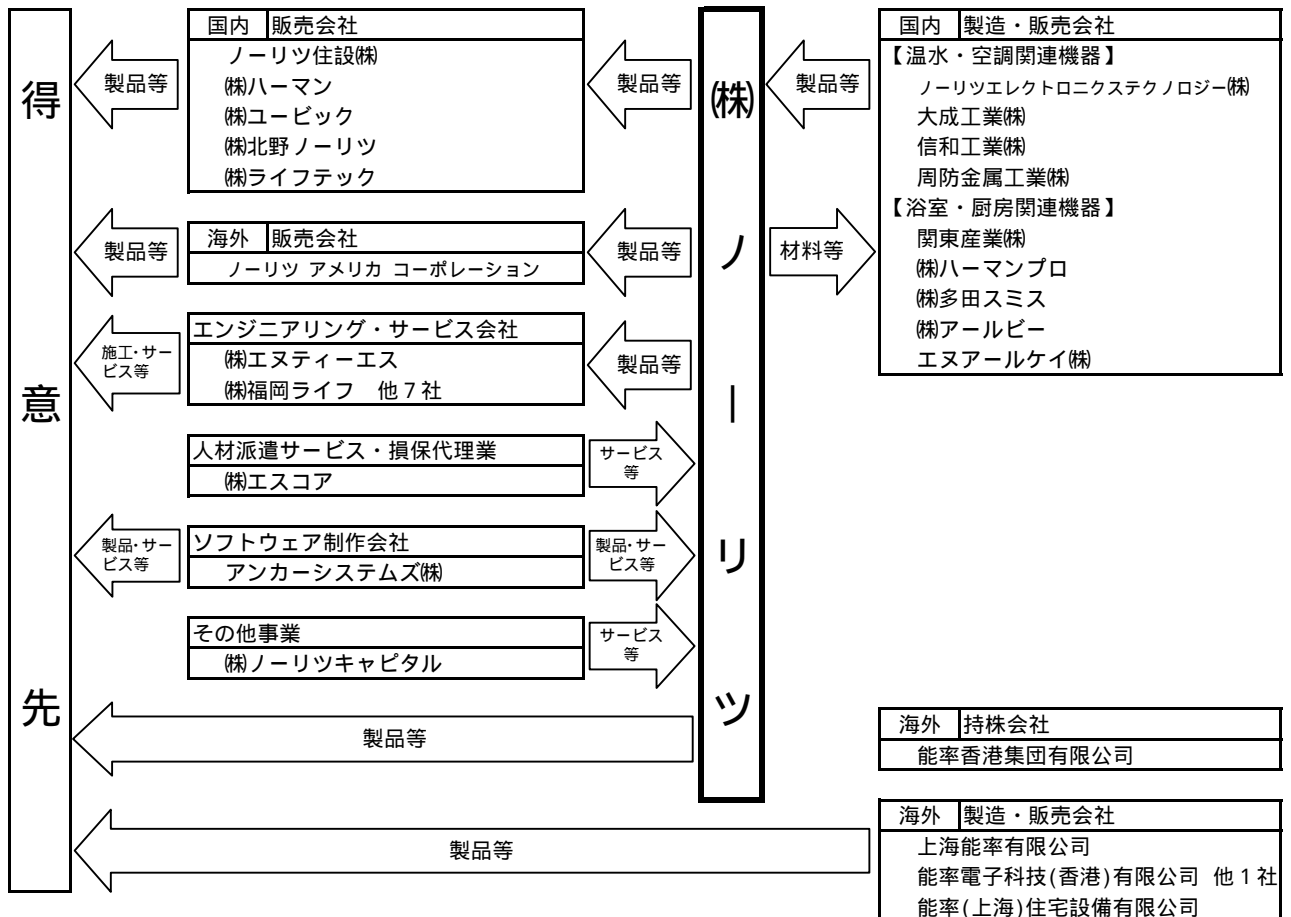 得意先
国内 販売会社
ノーリツ住設㈱
㈱ハーマン
㈱ユービック
㈱北野ノーリツ
㈱ライフテック
製品等
製品等
海外 販売会社
ノーリツ アメリカ コーポレーション
製品等
製品等
エンジニアリング・サービス会社
㈱エヌティーエス
㈱福岡ライフ 他7社
施工・サー
ビス等
製品等
人材派遣サービス・損保代理業
㈱エスコア
サービス
等
ソフトウェア制作会社
アンカーシステムズ㈱
製品・サー
ビス等
製品・サー
ビス等
その他事業
㈱ノーリツキャピタル
サービス
等
製品等
製品等
㈱ノーリツ
製品等
材料等
国内 製造・販売会社
【温水・空調関連機器】
ノーリツエレクトロニクステクノロジー㈱
大成工業㈱
信和工業㈱
周防金属工業㈱
【浴室・厨房関連機器】
関東産業㈱
㈱ハーマンプロ
㈱多田スミス
㈱アールビー
エヌアールケイ㈱
海外 持株会社
能率香港集団有限公司
海外 製造・販売会社
上海能率有限公司
能率電子科技(香港)有限公司 他1社
能率(上海)住宅設備有限公司